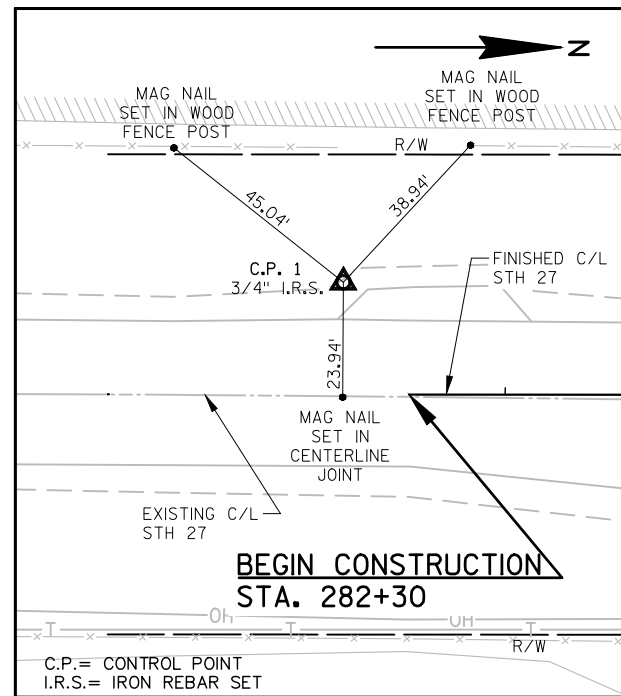 N
MAG NAIL
SET IN WOOD
FENCE POST
MAG NAIL
SET IN WOOD
FENCE POST
R/W
45.04'
38.94'
C.P. 1
3/4" I.R.S.
FINISHED C/L
STH 27
23.94'
MAG NAIL
SET IN
CENTERLINE
JOINT
EXISTING C/L
STH 27
BEGIN CONSTRUCTION
STA. 282+30
OH
OH
T
T
T
R/W
C.P.= CONTROL POINT
I.R.S.= IRON REBAR SET